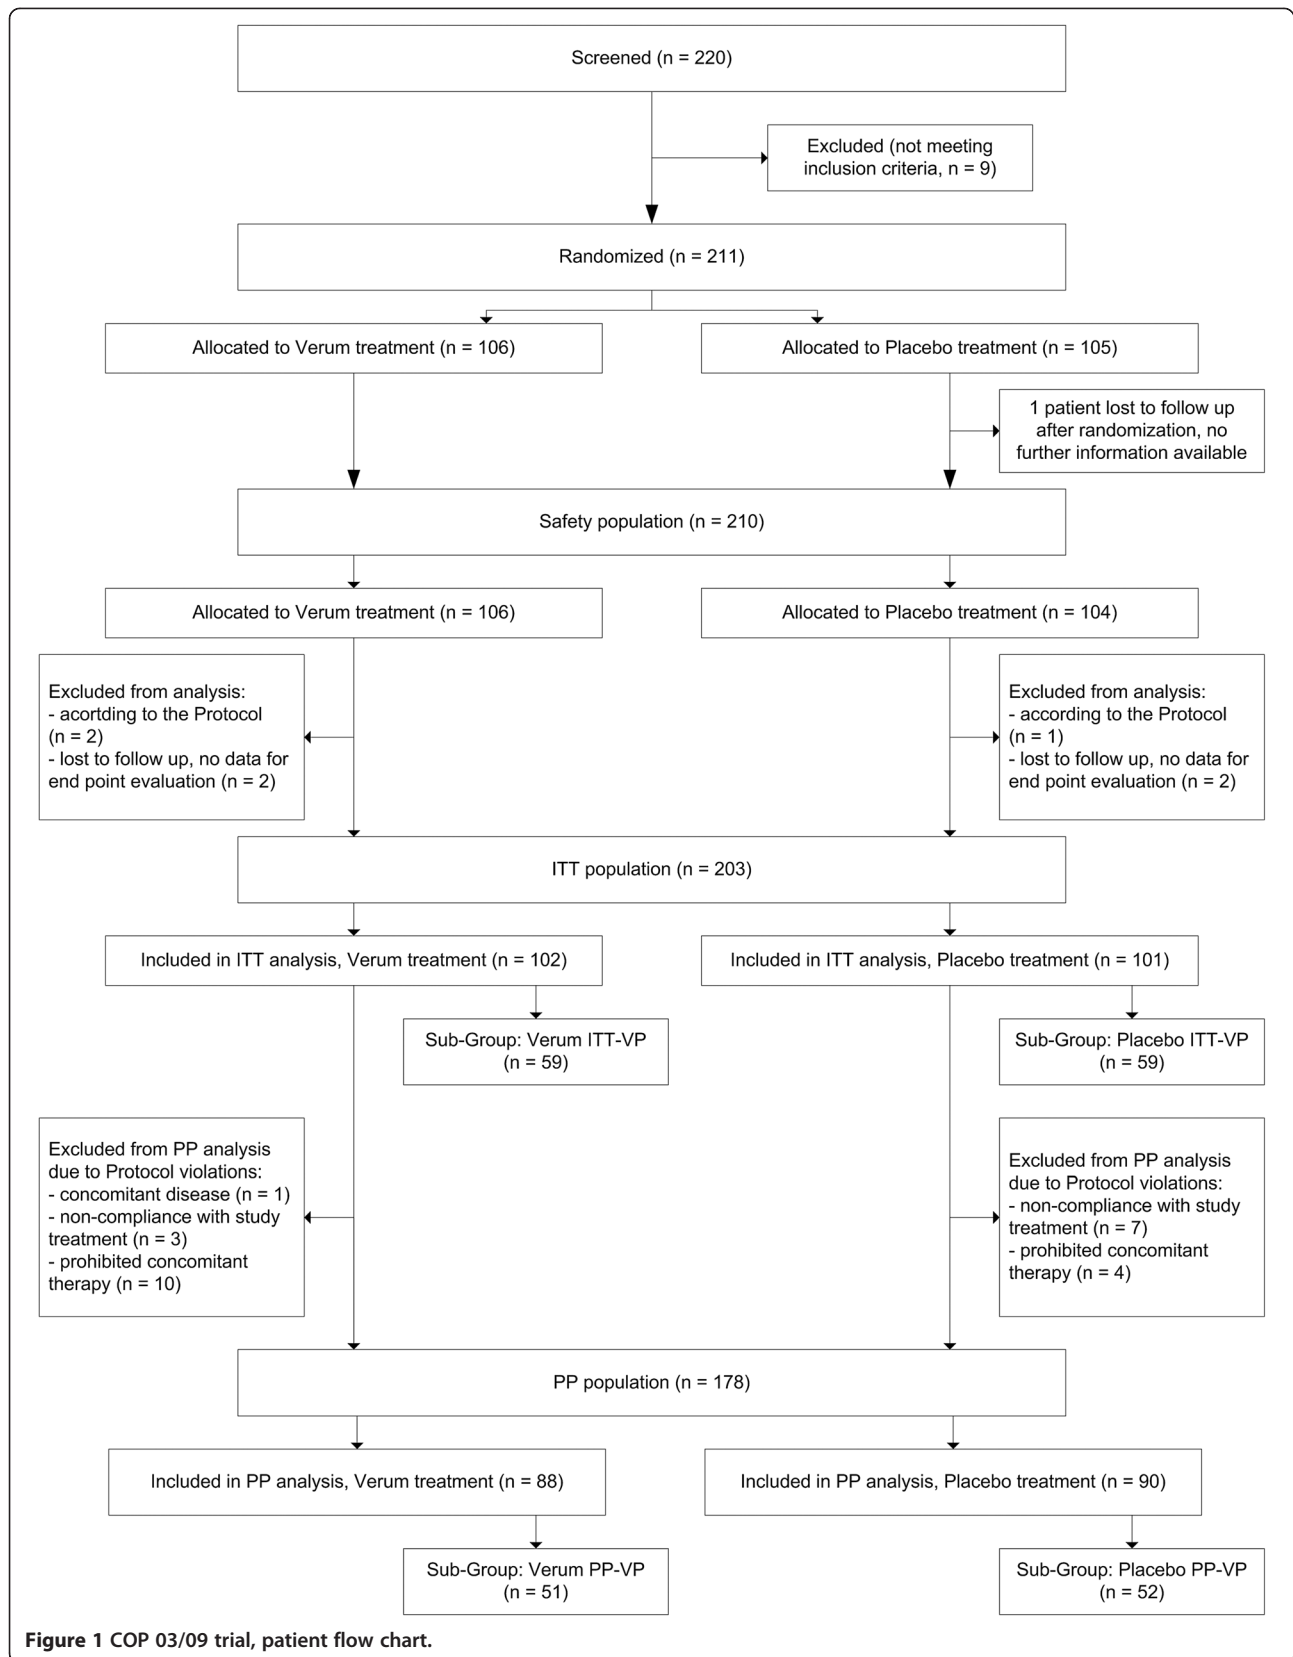 Screened (n = 220)
Excluded (not meeting
inclusion criteria, n = 9)
Randomized (n = 211)
Allocated to Verum treatment (n = 106)
Allocated to Placebo treatment (n = 105)
1 patient lost to follow up
after randomization, no
further information available
Safety population (n = 210)
Allocated to Verum treatment (n = 106)
Allocated to Placebo treatment (n = 104)
Excluded from analysis:
- acortding to the Protocol
(n = 2)
- lost to follow up, no data for
end point evaluation (n = 2)
Excluded from analysis:
- according to the Protocol
(n = 1)
- lost to follow up, no data for
end point evaluation (n = 2)
ITT population (n = 203)
Included in ITT analysis, Verum treatment (n = 102)
Included in ITT analysis, Placebo treatment (n = 101)
Sub-Group: Verum ITT-VP
(n = 59)
Sub-Group: Placebo ITT-VP
(n = 59)
Excluded from PP analysis
due to Protocol violations:
- concomitant disease (n = 1)
- non-compliance with study
treatment (n = 3)
- prohibited concomitant
therapy (n = 10)
Excluded from PP analysis
due to Protocol violations:
- non-compliance with study
treatment (n = 7)
- prohibited concomitant
therapy (n = 4)
PP population (n = 178)
Included in PP analysis, Verum treatment (n = 88)
Included in PP analysis, Placebo treatment (n = 90)
Sub-Group: Verum PP-VP
(n = 51)
Sub-Group: Placebo PP-VP
(n = 52)
Figure 1 COP 03/09 trial, patient flow chart.